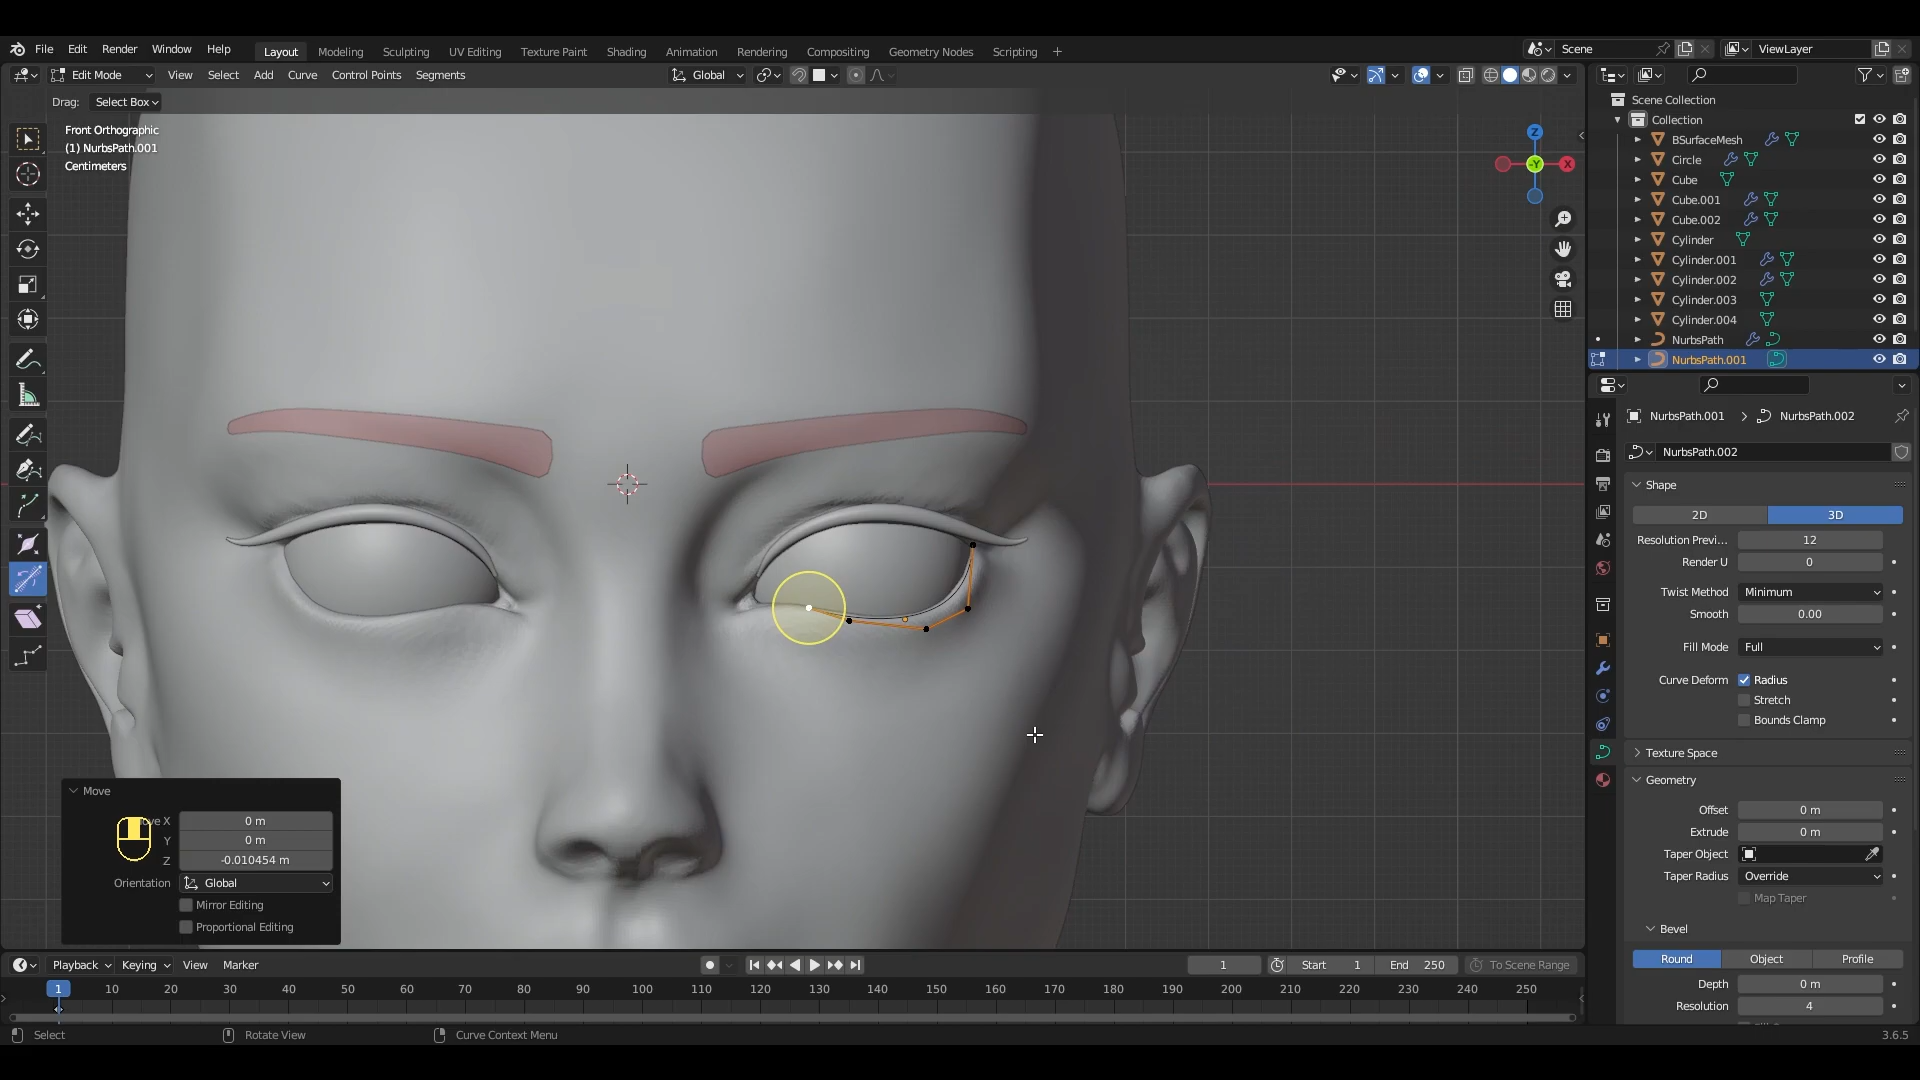 File Edit Render Window Help Layout Modeling Sculpting UV Editing Texture Paint Shading Animation Rendering Compositing Geometry Nodes Scripting + Scene ViewLayer
Edit Mode View Select Add Curve Control Points Segments Global
Drag: Select Box
Front Orthographic
(1) NurbsPath.001
Centimeters
Z
-Y
X
Scene Collection
Collection
BSurfaceMesh
Circle
Cube
Cube.001
Cube.002
Cylinder
Cylinder.001
Cylinder.002
Cylinder.003
Cylinder.004
NurbsPath
NurbsPath.001
NurbsPath.001 > NurbsPath.002
NurbsPath.002
Shape
2D 3D
Resolution Previ... 12
Render U 0
Twist Method Minimum
Smooth 0.00
Fill Mode Full
Curve Deform Radius
Stretch
Bounds Clamp
Texture Space
Geometry
Offset 0 m
Extrude 0 m
Taper Object
Taper Radius Override
Map Taper
Bevel
Round Object Profile
Depth 0 m
Resolution 4
Move
X 0 m
Y 0 m
Z -0.010454 m
Orientation Global
Mirror Editing
Proportional Editing
Playback Keying View Marker 1 Start 1 End 250 To Scene Range
1 10 20 30 40 50 60 70 80 90 100 110 120 130 140 150 160 170 180 190 200 210 220 230 240 250
Select Rotate View Curve Context Menu 3.6.5